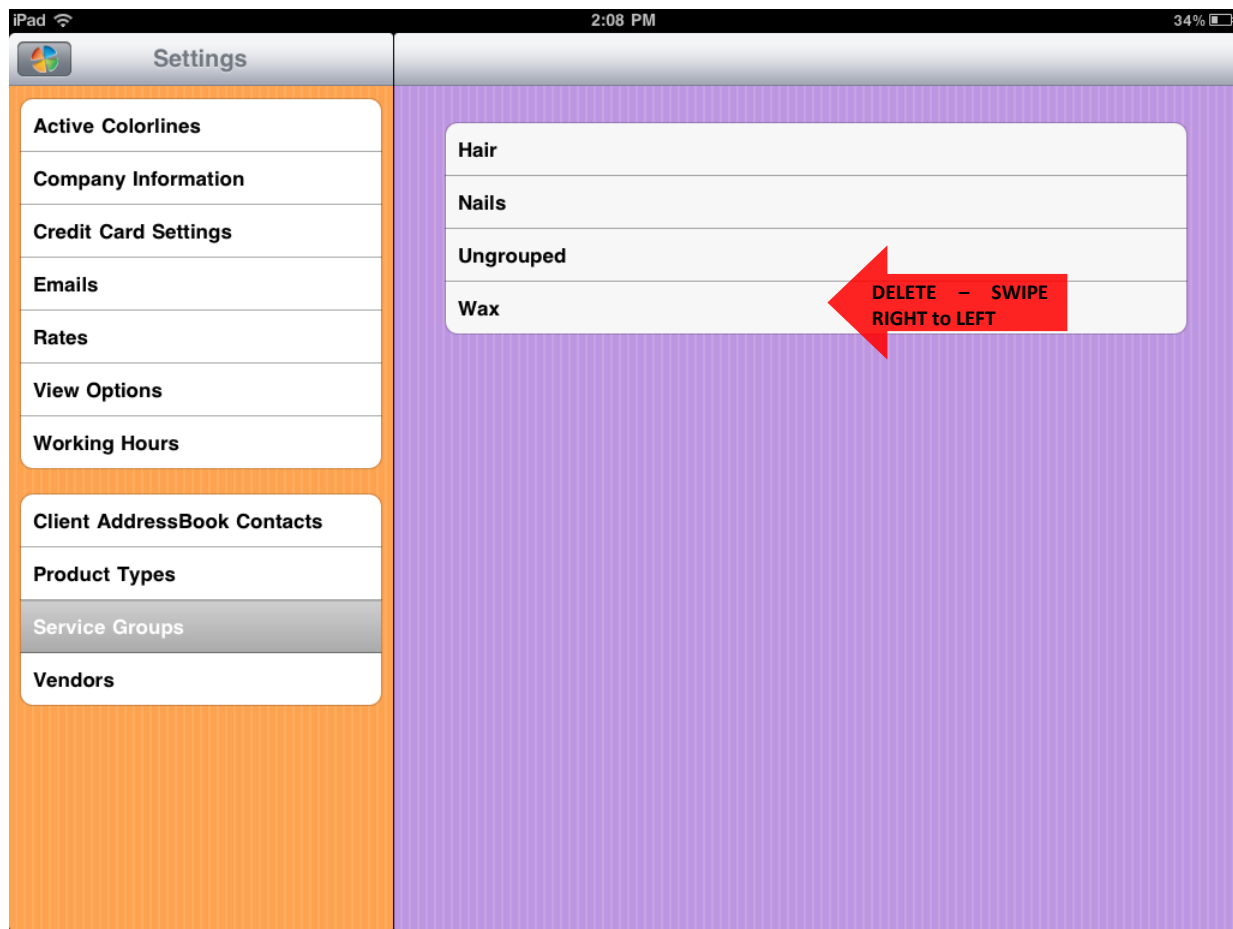 iPad 2:08 PM 34%
Settings
Active Colorlines
Company Information
Credit Card Settings
Emails
Rates
View Options
Working Hours
Client AddressBook Contacts
Product Types
Service Groups
Vendors
Hair
Nails
Ungrouped
Wax
DELETE – SWIPE
RIGHT to LEFT